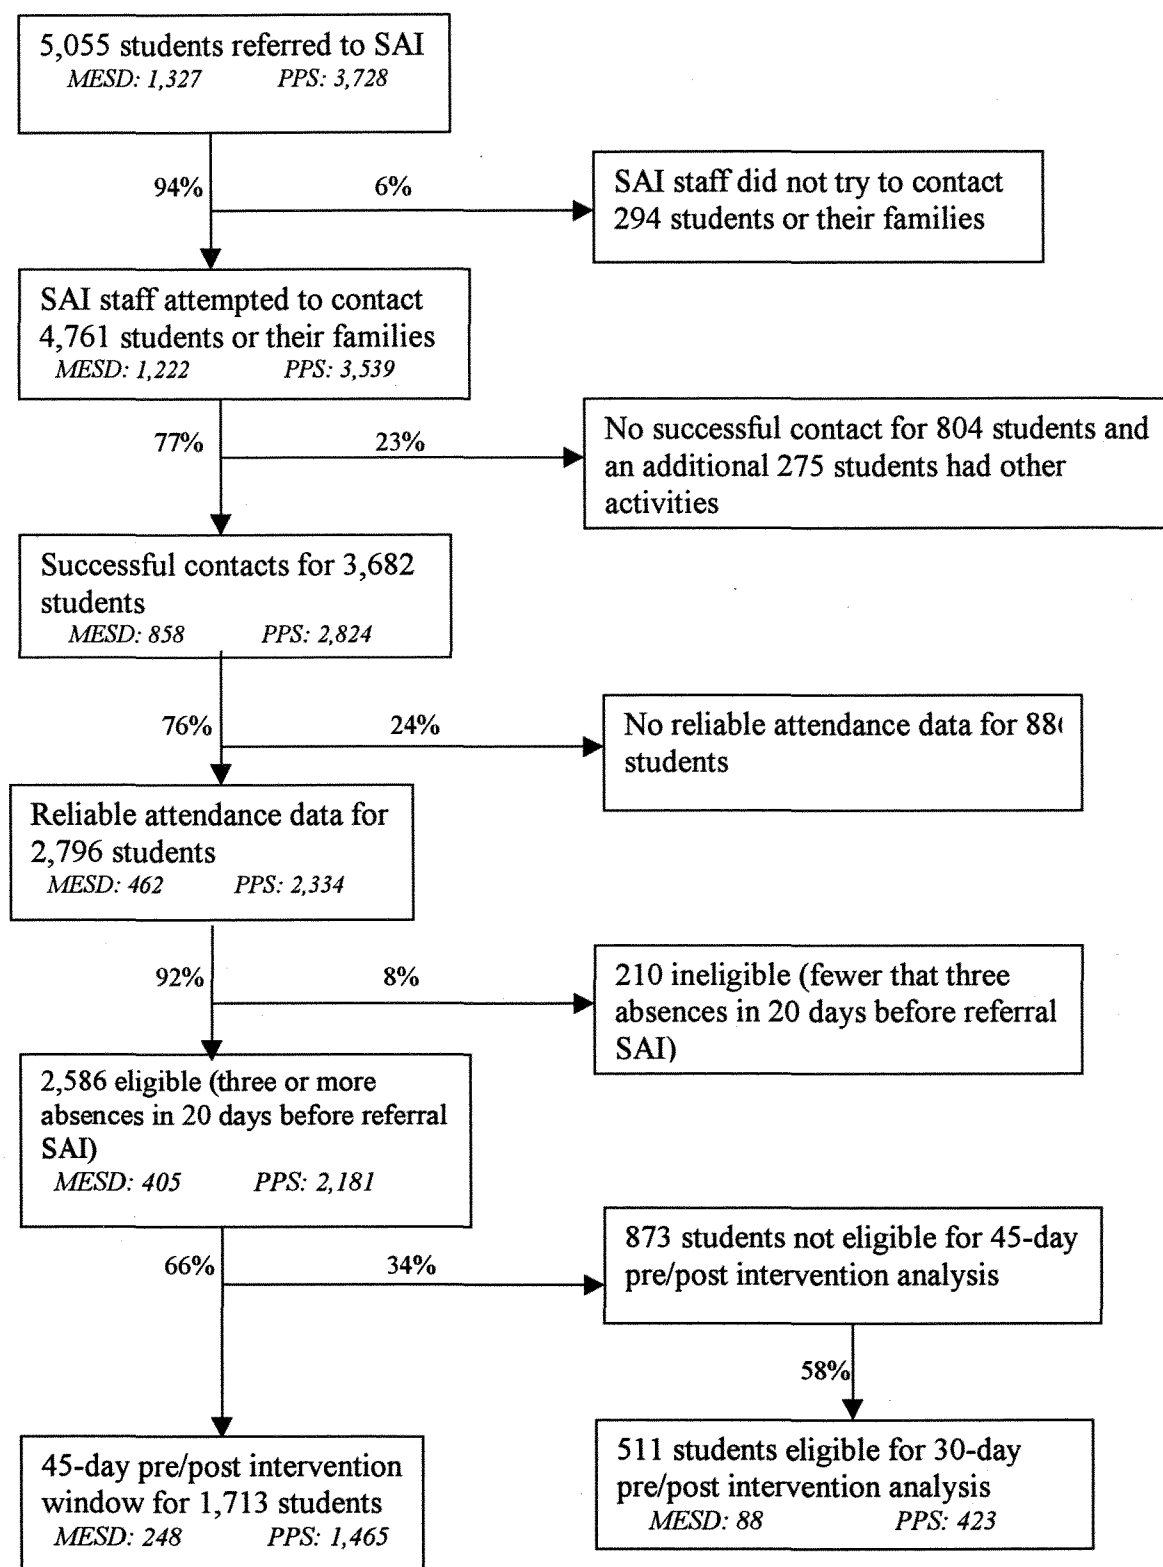 5,055 students referred to SAI
MESD: 1,327 PPS: 3,728
94% 6%
SAI staff did not try to contact
294 students or their families
SAI staff attempted to contact
4,761 students or their families
MESD: 1,222 PPS: 3,539
77% 23%
No successful contact for 804 students and
an additional 275 students had other
activities
Successful contacts for 3,682
students
MESD: 858 PPS: 2,824
76% 24%
No reliable attendance data for
students
Reliable attendance data for
2,796 students
MESD: 462 PPS: 2,334
92% 8%
210 ineligible (fewer that three
absences in 20 days before referral
SAI)
2,586 eligible (three or more
absences in 20 days before referral
SAI)
MESD: 405 PPS: 2,181
66% 34%
873 students not eligible for 45-day
pre/post intervention analysis
58%
511 students eligible for 30-day
pre/post intervention analysis
MESD: 88 PPS: 423
45-day pre/post intervention
window for 1,713 students
MESD: 248 PPS: 1,465